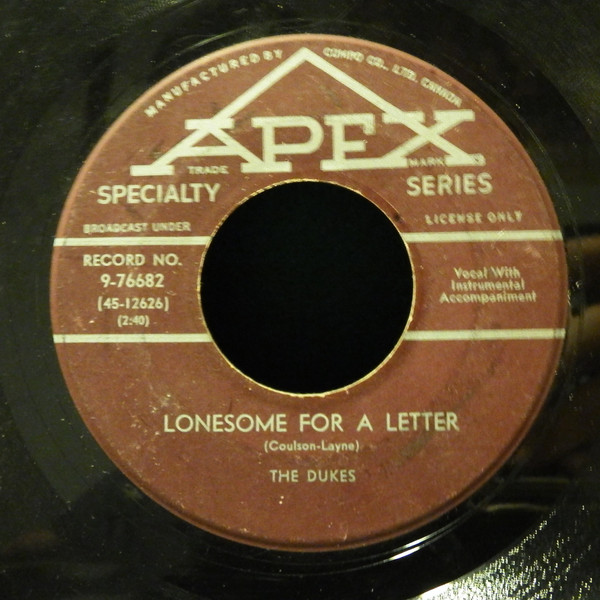 MANUFACTURED BY COMPO CO., LTD. CANADA
APEX
TRADE MARK
SPECIALTY SERIES
BROADCAST UNDER LICENSE ONLY
RECORD NO.
9-76682
(45-12626)
(2:40)
Vocal With
Instrumental
Accompaniment
LONESOME FOR A LETTER
(Coulson-Layne)
THE DUKES